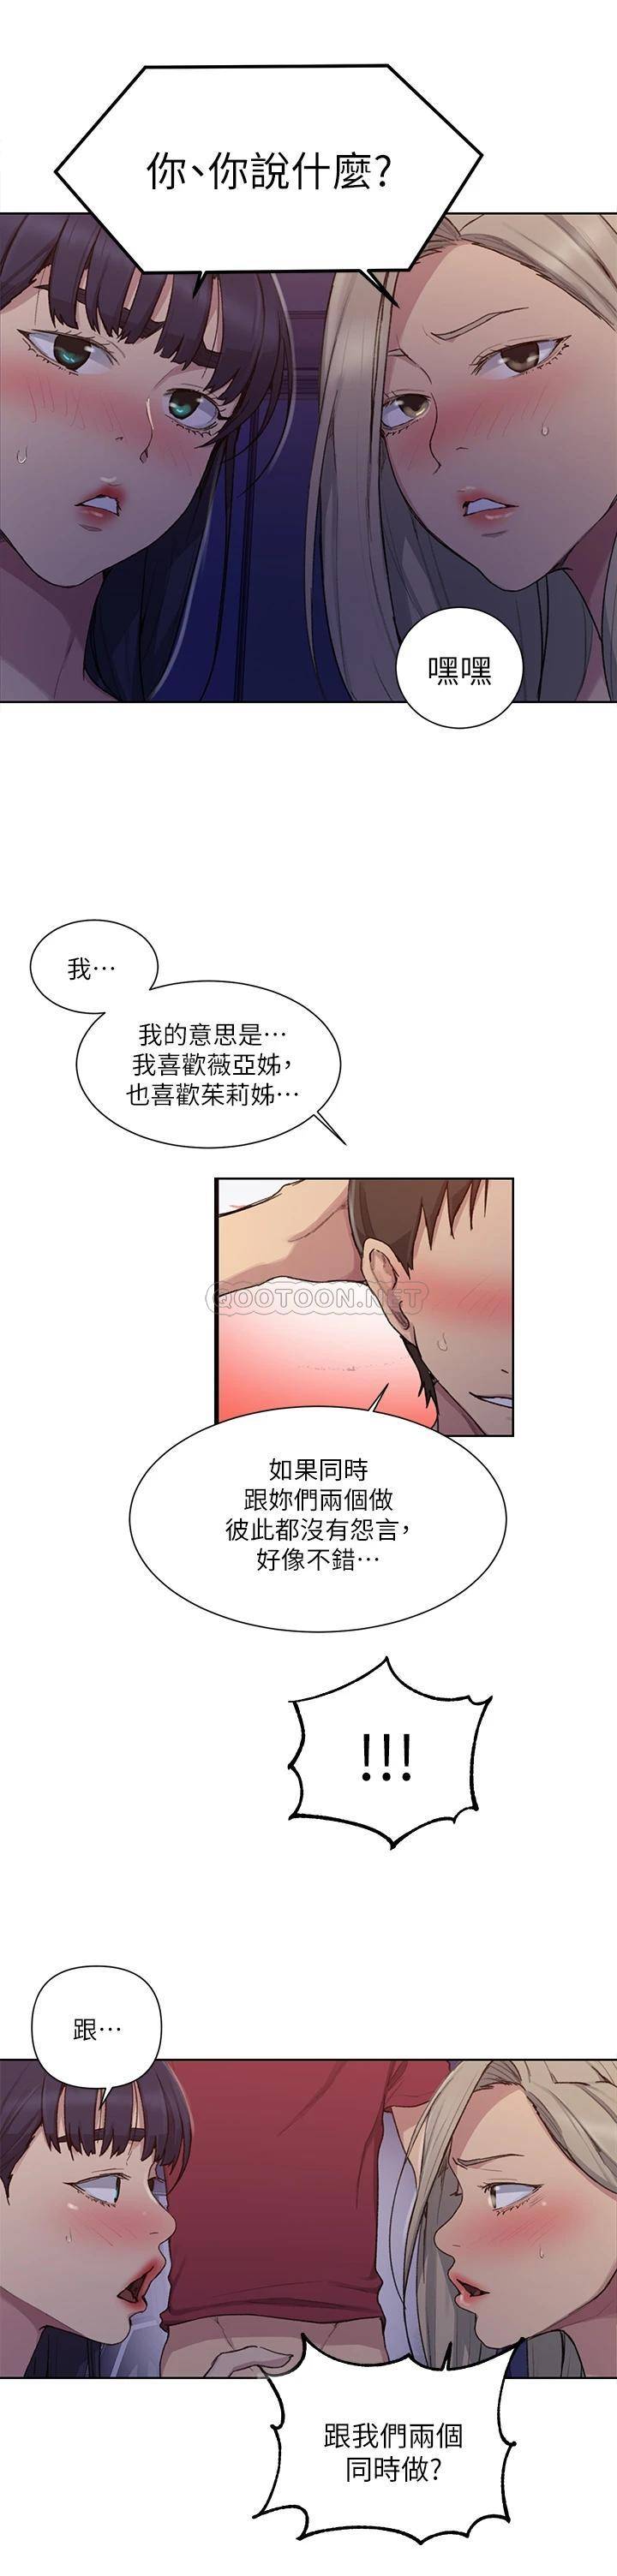 你、你說什麼?
嘿嘿
我…
我的意思是…
我喜歡薇亞姊,
也喜歡茱莉姊…
QOOTOON.NET
如果同時
跟妳們兩個做
彼此都沒有怨言,
好像不錯…
!!!
跟…
跟我們兩個
同時做?